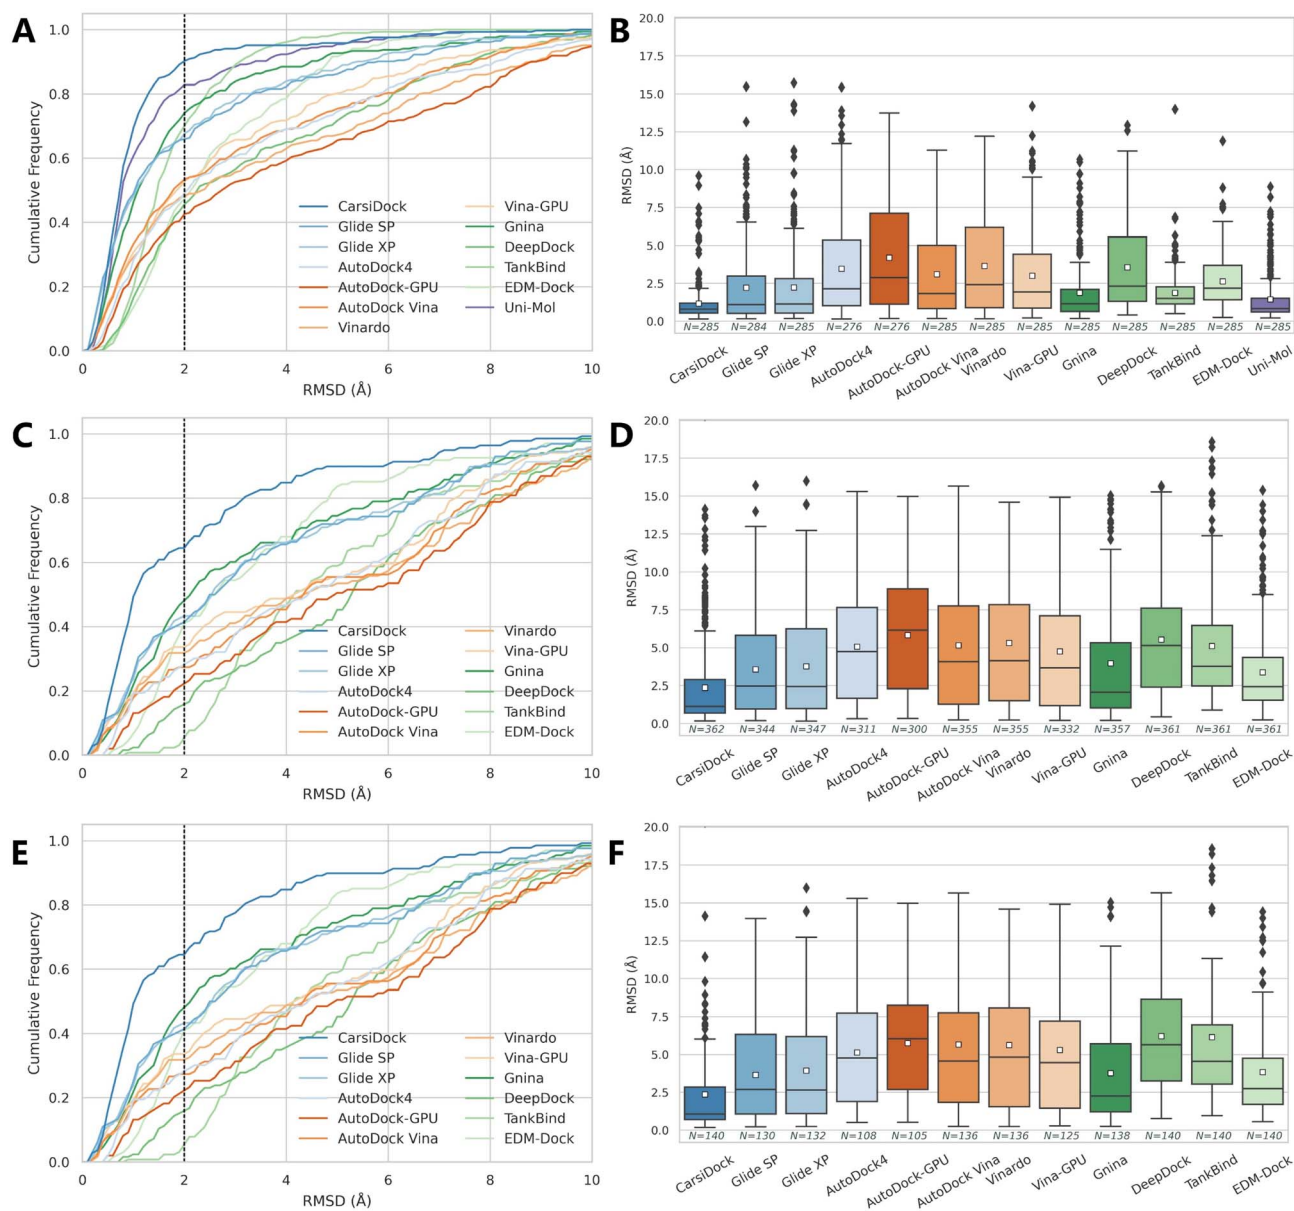 A
1.0
0.8
0.6
0.4
0.2
0.0
Cumulative Frequency
CarsiDock
Glide SP
Glide XP
AutoDock4
AutoDock-GPU
AutoDock Vina
Vinardo
Vina-GPU
Gnina
DeepDock
TankBind
EDM-Dock
Uni-Mol
0 2 4 6 8 10
RMSD (Å)
B
20.0
17.5
15.0
12.5
10.0
7.5
5.0
2.5
0.0
RMSD (Å)
N=285 N=284 N=285 N=276 N=276 N=285 N=285 N=285 N=285 N=285 N=285 N=285 N=285
CarsiDock Glide SP Glide XP AutoDock4 AutoDock-GPU AutoDock Vina Vinardo Vina-GPU Gnina DeepDock TankBind EDM-Dock Uni-Mol
C
1.0
0.8
0.6
0.4
0.2
0.0
Cumulative Frequency
CarsiDock
Glide SP
Glide XP
AutoDock4
AutoDock-GPU
AutoDock Vina
Vinardo
Vina-GPU
Gnina
DeepDock
TankBind
EDM-Dock
0 2 4 6 8 10
RMSD (Å)
D
20.0
17.5
15.0
12.5
10.0
7.5
5.0
2.5
0.0
RMSD (Å)
N=362 N=344 N=347 N=311 N=300 N=355 N=355 N=332 N=357 N=361 N=361 N=361
CarsiDock Glide SP Glide XP AutoDock4 AutoDock-GPU AutoDock Vina Vinardo Vina-GPU Gnina DeepDock TankBind EDM-Dock
E
1.0
0.8
0.6
0.4
0.2
0.0
Cumulative Frequency
CarsiDock
Glide SP
Glide XP
AutoDock4
AutoDock-GPU
AutoDock Vina
Vinardo
Vina-GPU
Gnina
DeepDock
TankBind
EDM-Dock
0 2 4 6 8 10
RMSD (Å)
F
20.0
17.5
15.0
12.5
10.0
7.5
5.0
2.5
0.0
RMSD (Å)
N=140 N=130 N=132 N=108 N=105 N=136 N=136 N=125 N=138 N=140 N=140 N=140
CarsiDock Glide SP Glide XP AutoDock4 AutoDock-GPU AutoDock Vina Vinardo Vina-GPU Gnina DeepDock TankBind EDM-Dock